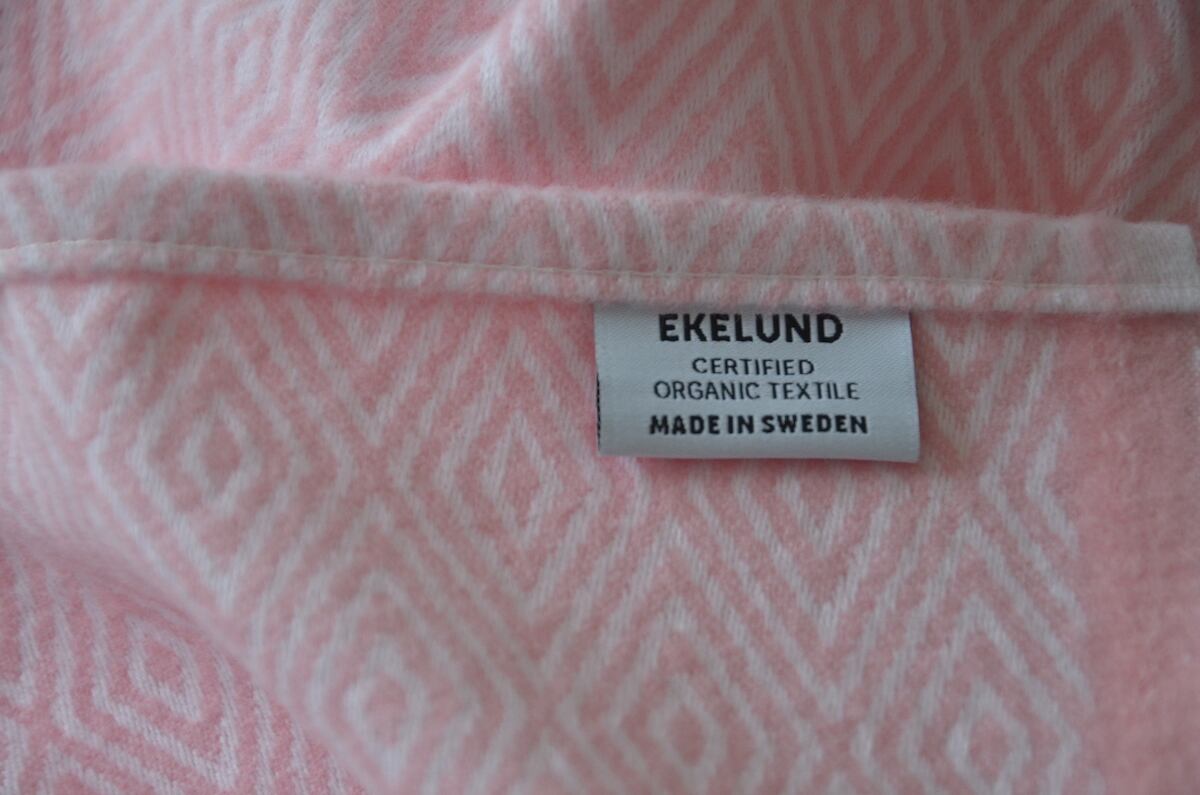 EKELUND
CERTIFIED
ORGANIC TEXTILE
MADE IN SWEDEN